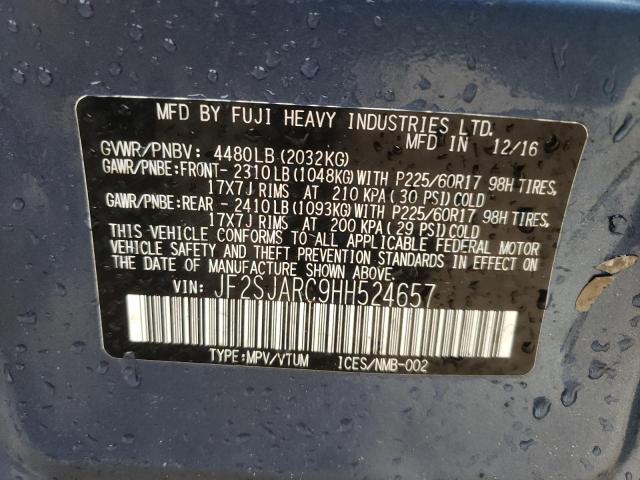 MFD BY FUJI HEAVY INDUSTRIES LTD.
MFD IN 12/16
GVWR/PNBV: 4480LB(2032KG)
GAWR/PNBE:FRONT- 2310LB(1048KG)WITH P225/60R17 98H TIRES,
17X7J RIMS AT 210 KPA(30 PSI)COLD
GAWR/PNBE:REAR - 2410LB(1093KG)WITH P225/60R17 98H TIRES,
17X7J RIMS AT 200 KPA(29 PSI)COLD
THIS VEHICLE CONFORMS TO ALL APPLICABLE FEDERAL MOTOR
VEHICLE SAFETY AND THEFT PREVENTION STANDARDS IN EFFECT ON
THE DATE OF MANUFACTURE SHOWN ABOVE.
VIN: JF2SJARC9HH524657
TYPE:MPV/VTUM ICES/NMB-002